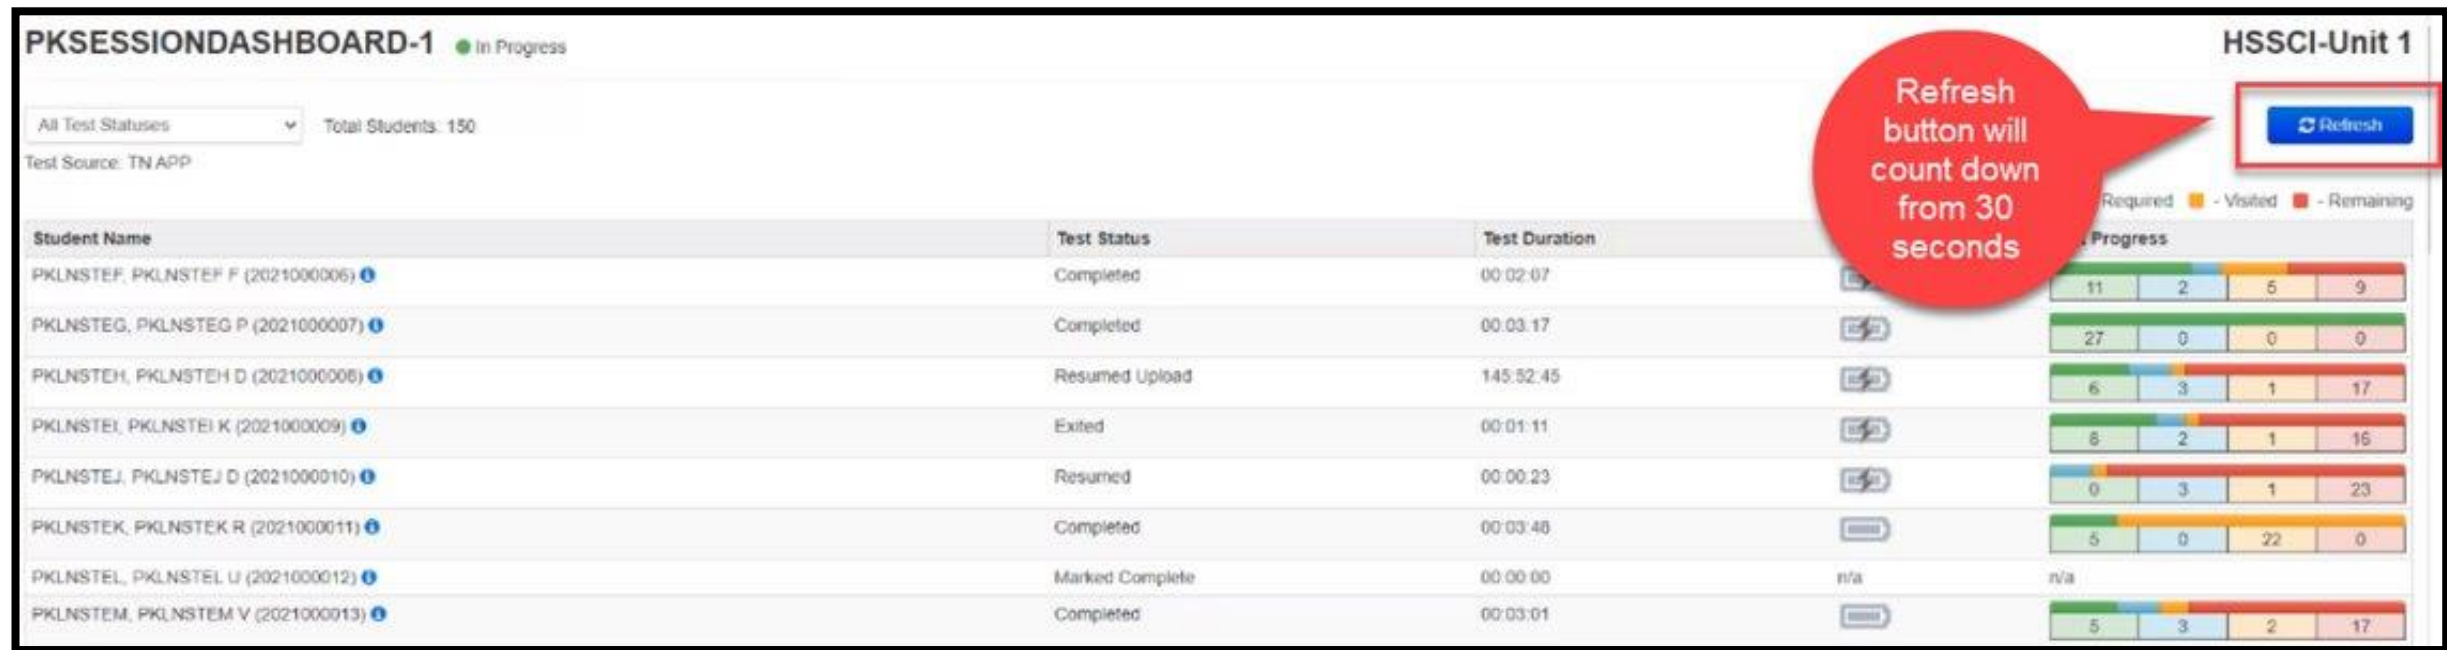 PKSESSIONDASHBOARD-1 In Progress
HSSCI-Unit 1
All Test Statuses Total Students: 150
Refresh
Test Source: TN APP
Refresh
button will
count down
from 30
seconds
Required - Visited - Remaining
Student Name Test Status Test Duration Progress
PKLNSTEF, PKLNSTEF F (2021000006) Completed 00:02:07 11 2 5 9
PKLNSTEG, PKLNSTEG P (2021000007) Completed 00:03:17 27 0 0 0
PKLNSTEH, PKLNSTEH D (2021000008) Resumed Upload 145:52:45 6 3 1 17
PKLNSTEI, PKLNSTEI K (2021000009) Exited 00:01:11 8 2 1 16
PKLNSTEJ, PKLNSTEJ D (2021000010) Resumed 00:00:23 0 3 1 23
PKLNSTEK, PKLNSTEK R (2021000011) Completed 00:03:48 5 0 22 0
PKLNSTEL, PKLNSTEL U (2021000012) Marked Complete 00:00:00 n/a n/a
PKLNSTEM, PKLNSTEM V (2021000013) Completed 00:03:01 5 3 2 17